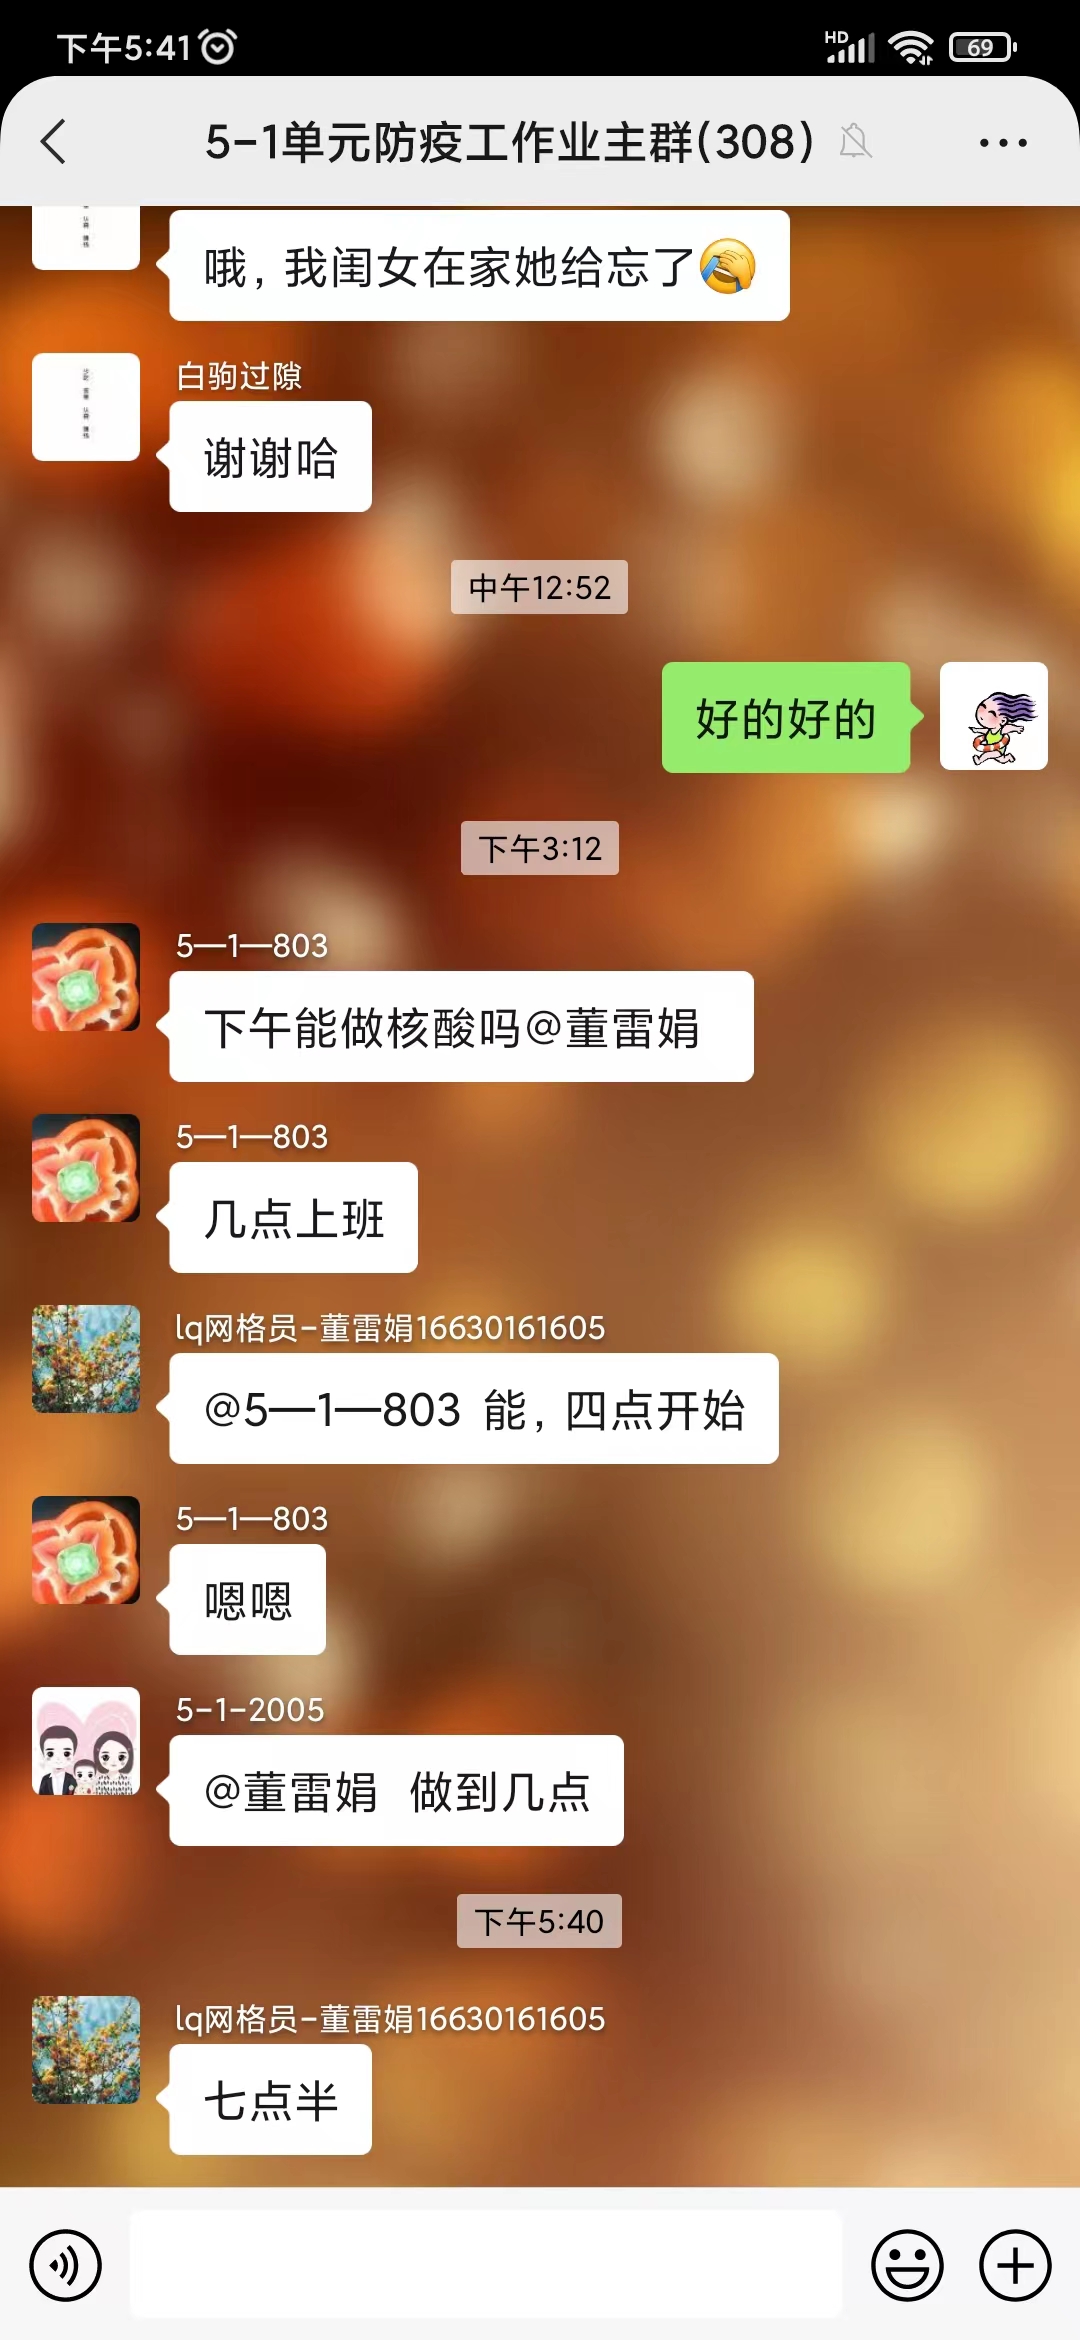 下午5:41
HD
69
5-1单元防疫工作业主群(308)
哦, 我闺女在家她给忘了🤦
白驹过隙
谢谢哈
中午12:52
好的好的
下午3:12
5—1—803
下午能做核酸吗@董雷娟
5—1—803
几点上班
lq网格员-董雷娟16630161605
@5—1—803 能, 四点开始
5—1—803
嗯嗯
5-1-2005
@董雷娟 做到几点
下午5:40
lq网格员-董雷娟16630161605
七点半